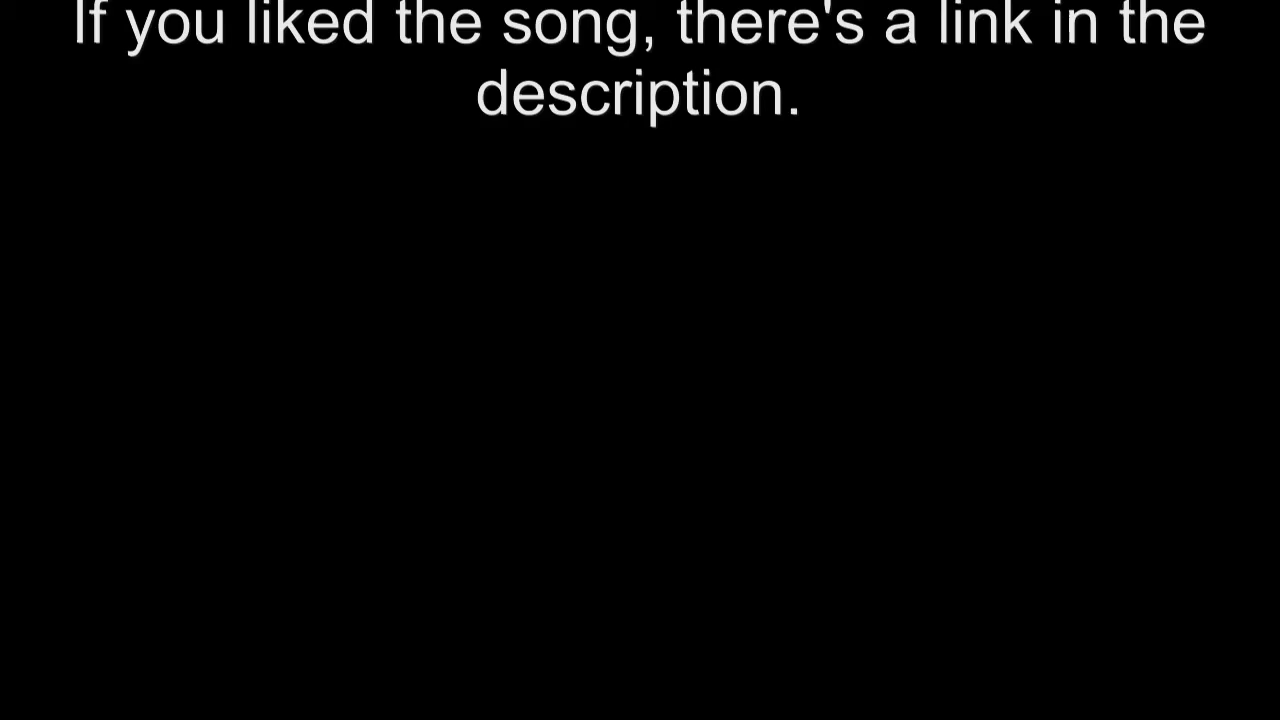 If you liked the song, there's a link in the
description.